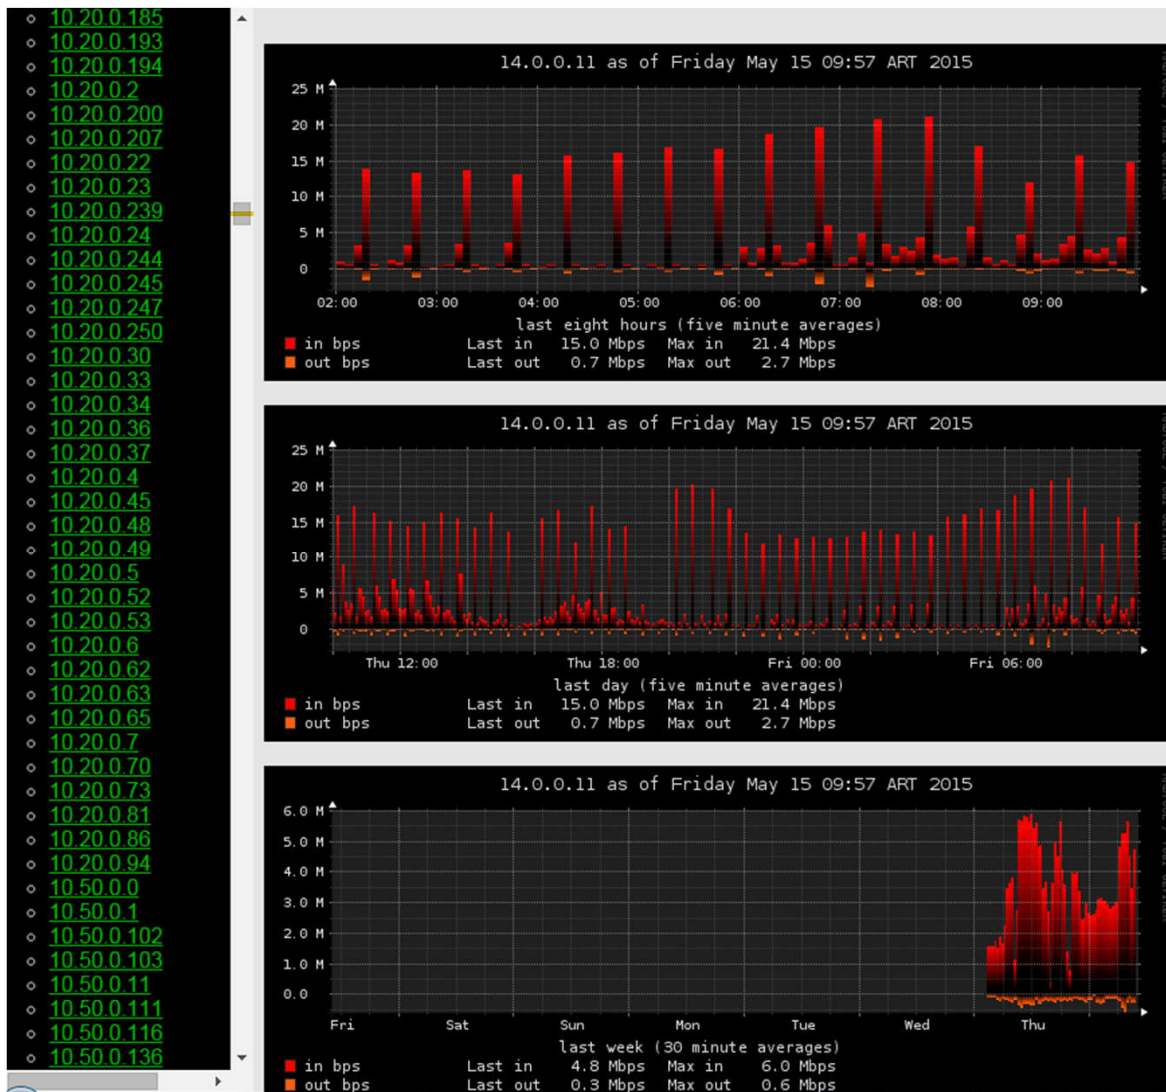 10.20.0.185
10.20.0.193
10.20.0.194
10.20.0.2
10.20.0.200
10.20.0.207
10.20.0.22
10.20.0.23
10.20.0.239
10.20.0.24
10.20.0.244
10.20.0.245
10.20.0.247
10.20.0.250
10.20.0.30
10.20.0.33
10.20.0.34
10.20.0.36
10.20.0.37
10.20.0.4
10.20.0.45
10.20.0.48
10.20.0.49
10.20.0.5
10.20.0.52
10.20.0.53
10.20.0.6
10.20.0.62
10.20.0.63
10.20.0.65
10.20.0.7
10.20.0.70
10.20.0.73
10.20.0.81
10.20.0.86
10.20.0.94
10.50.0.0
10.50.0.1
10.50.0.102
10.50.0.103
10.50.0.11
10.50.0.111
10.50.0.116
10.50.0.136
14.0.0.11 as of Friday May 15 09:57 ART 2015
25 M
20 M
15 M
10 M
5 M
0
02:00 03:00 04:00 05:00 06:00 07:00 08:00 09:00
last eight hours (five minute averages)
in bps Last in 15.0 Mbps Max in 21.4 Mbps
out bps Last out 0.7 Mbps Max out 2.7 Mbps
14.0.0.11 as of Friday May 15 09:57 ART 2015
25 M
20 M
15 M
10 M
5 M
0
Thu 12:00 Thu 18:00 Fri 00:00 Fri 06:00
last day (five minute averages)
in bps Last in 15.0 Mbps Max in 21.4 Mbps
out bps Last out 0.7 Mbps Max out 2.7 Mbps
14.0.0.11 as of Friday May 15 09:57 ART 2015
6.0 M
5.0 M
4.0 M
3.0 M
2.0 M
1.0 M
0.0
Fri Sat Sun Mon Tue Wed Thu
last week (30 minute averages)
in bps Last in 4.8 Mbps Max in 6.0 Mbps
out bps Last out 0.3 Mbps Max out 0.6 Mbps